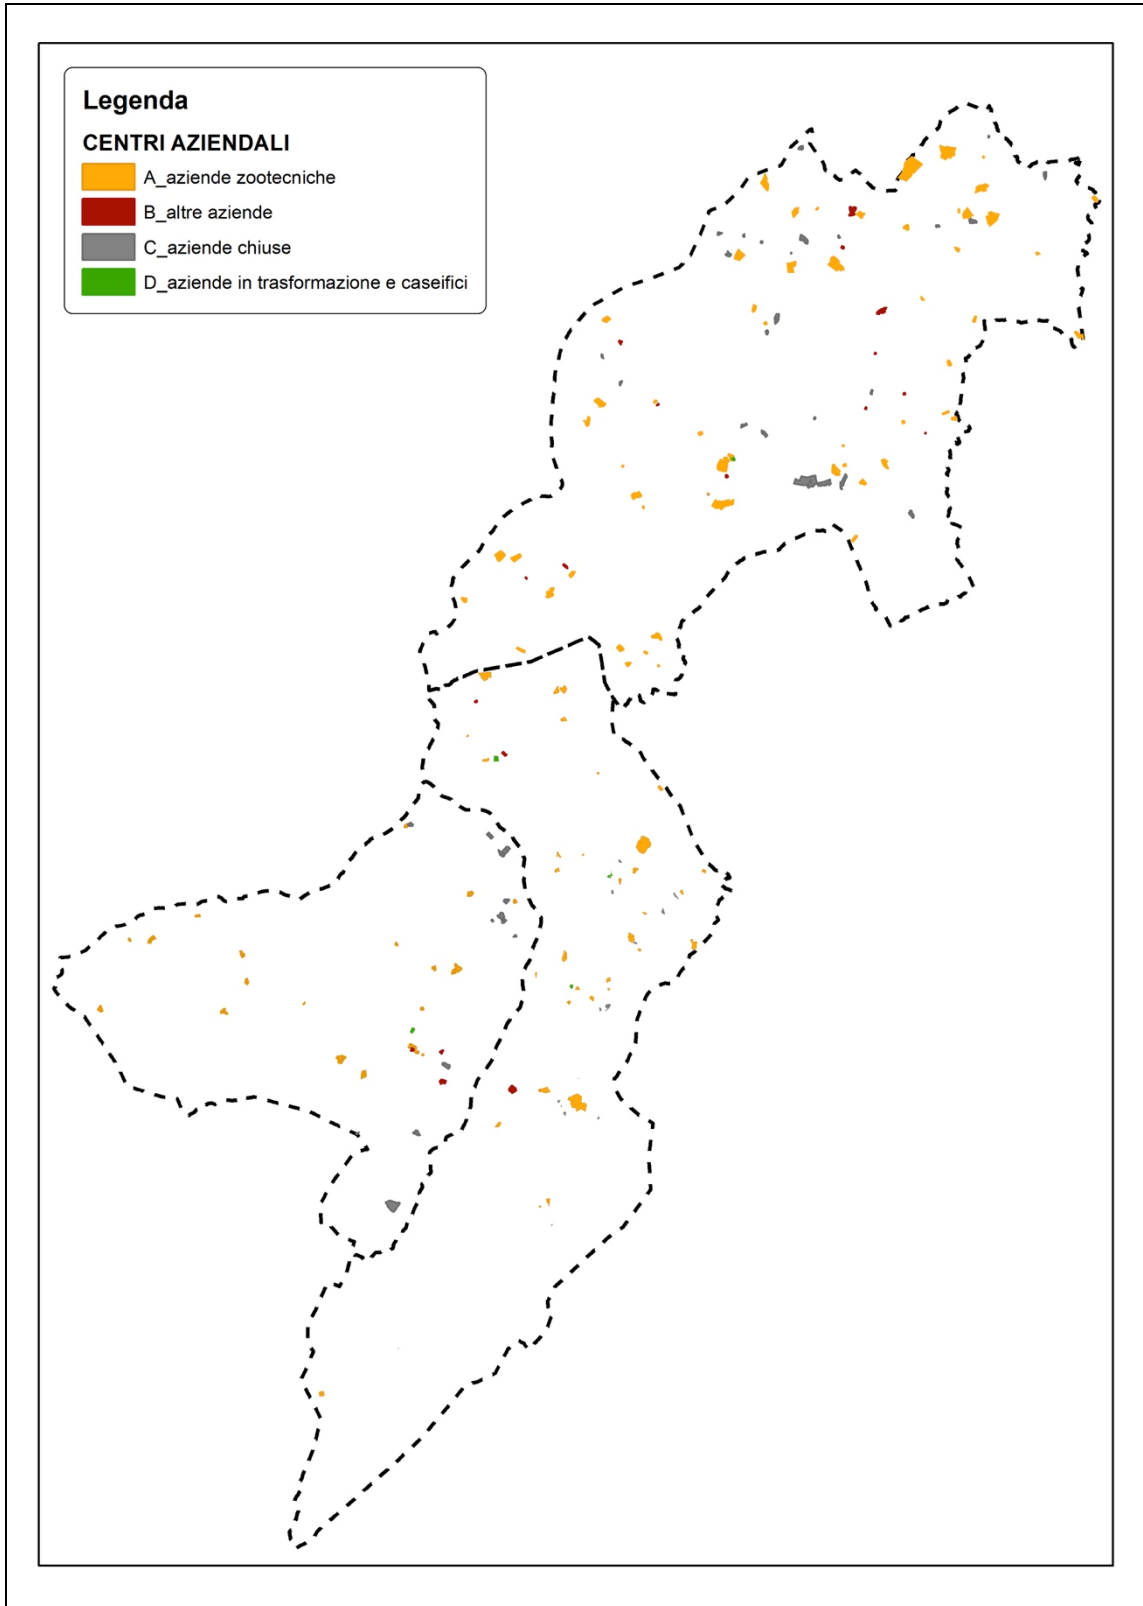 Legenda
CENTRI AZIENDALI
A_aziende zootecniche
B_altre aziende
C_aziende chiuse
D_aziende in trasformazione e caseifici